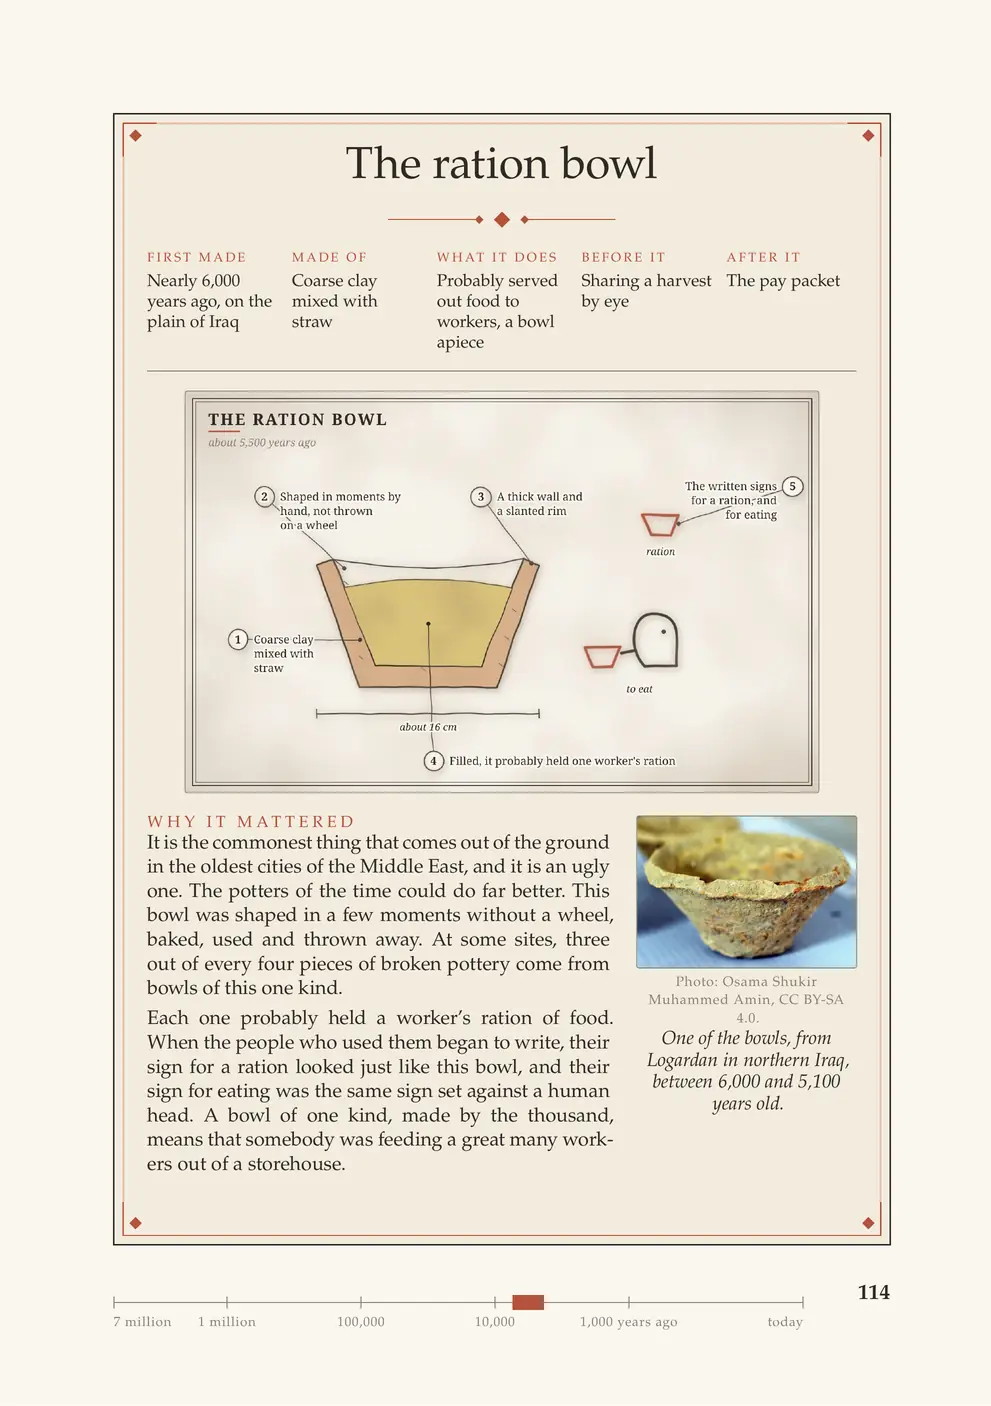 The ration bowl
FIRST MADE
Nearly 6,000
years ago, on the
plain of Iraq
MADE OF
Coarse clay
mixed with
straw
WHAT IT DOES
Probably served
out food to
workers, a bowl
apiece
BEFORE IT
Sharing a harvest
by eye
AFTER IT
The pay packet
THE RATION BOWL
about 5,500 years ago
2 Shaped in moments by
hand, not thrown
on a wheel
3 A thick wall and
a slanted rim
The written signs 5
for a ration, and
for eating
ration
1 Coarse clay
mixed with
straw
to eat
about 16 cm
4 Filled, it probably held one worker's ration
WHY IT MATTERED
It is the commonest thing that comes out of the ground
in the oldest cities of the Middle East, and it is an ugly
one. The potters of the time could do far better. This
bowl was shaped in a few moments without a wheel,
baked, used and thrown away. At some sites, three
out of every four pieces of broken pottery come from
bowls of this one kind.
Each one probably held a worker’s ration of food.
When the people who used them began to write, their
sign for a ration looked just like this bowl, and their
sign for eating was the same sign set against a human
head. A bowl of one kind, made by the thousand,
means that somebody was feeding a great many work-
ers out of a storehouse.
Photo: Osama Shukir
Muhammed Amin, CC BY-SA
4.0.
One of the bowls, from
Logardan in northern Iraq,
between 6,000 and 5,100
years old.
114
7 million 1 million 100,000 10,000 1,000 years ago today